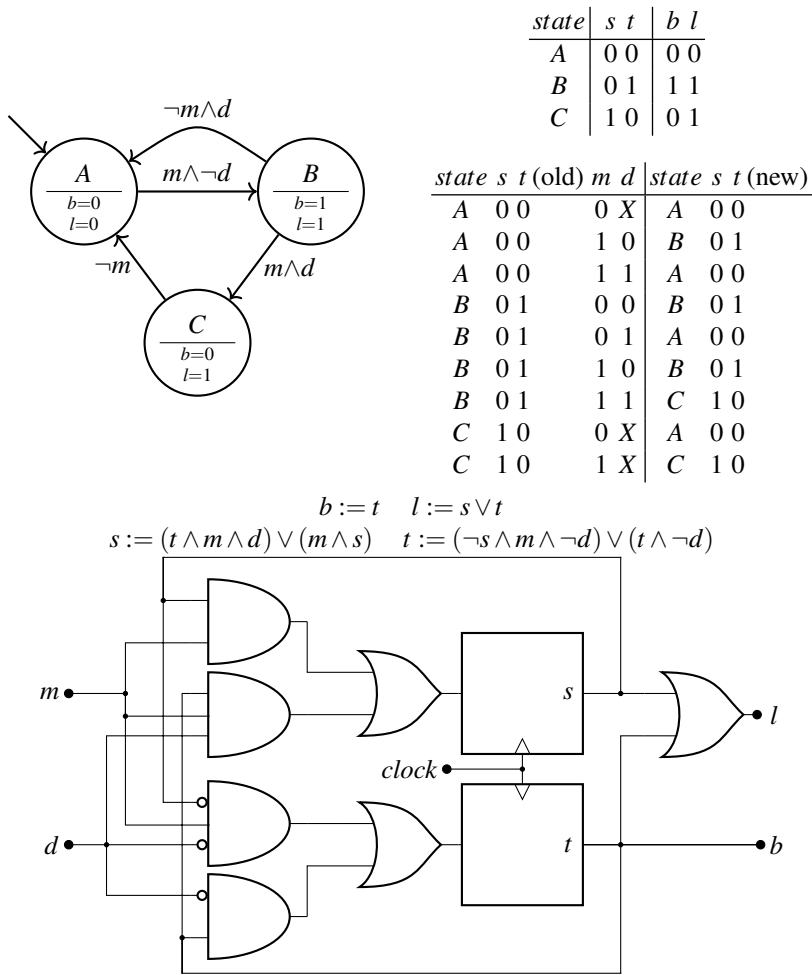 state s t b l
A 0 0 0 0
B 0 1 1 1
C 1 0 0 1
¬m∧d
A
b=0
l=0
m∧¬d
B
b=1
l=1
¬m
m∧d
C
b=0
l=1
state s t (old) m d state s t (new)
A 0 0 0 X A 0 0
A 0 0 1 0 B 0 1
A 0 0 1 1 A 0 0
B 0 1 0 0 B 0 1
B 0 1 0 1 A 0 0
B 0 1 1 0 B 0 1
B 0 1 1 1 C 1 0
C 1 0 0 X A 0 0
C 1 0 1 X C 1 0
b := t l := s ∨ t
s := (t ∧ m ∧ d) ∨ (m ∧ s) t := (¬s ∧ m ∧ ¬d) ∨ (t ∧ ¬d)
m
s
l
clock
d
t
b